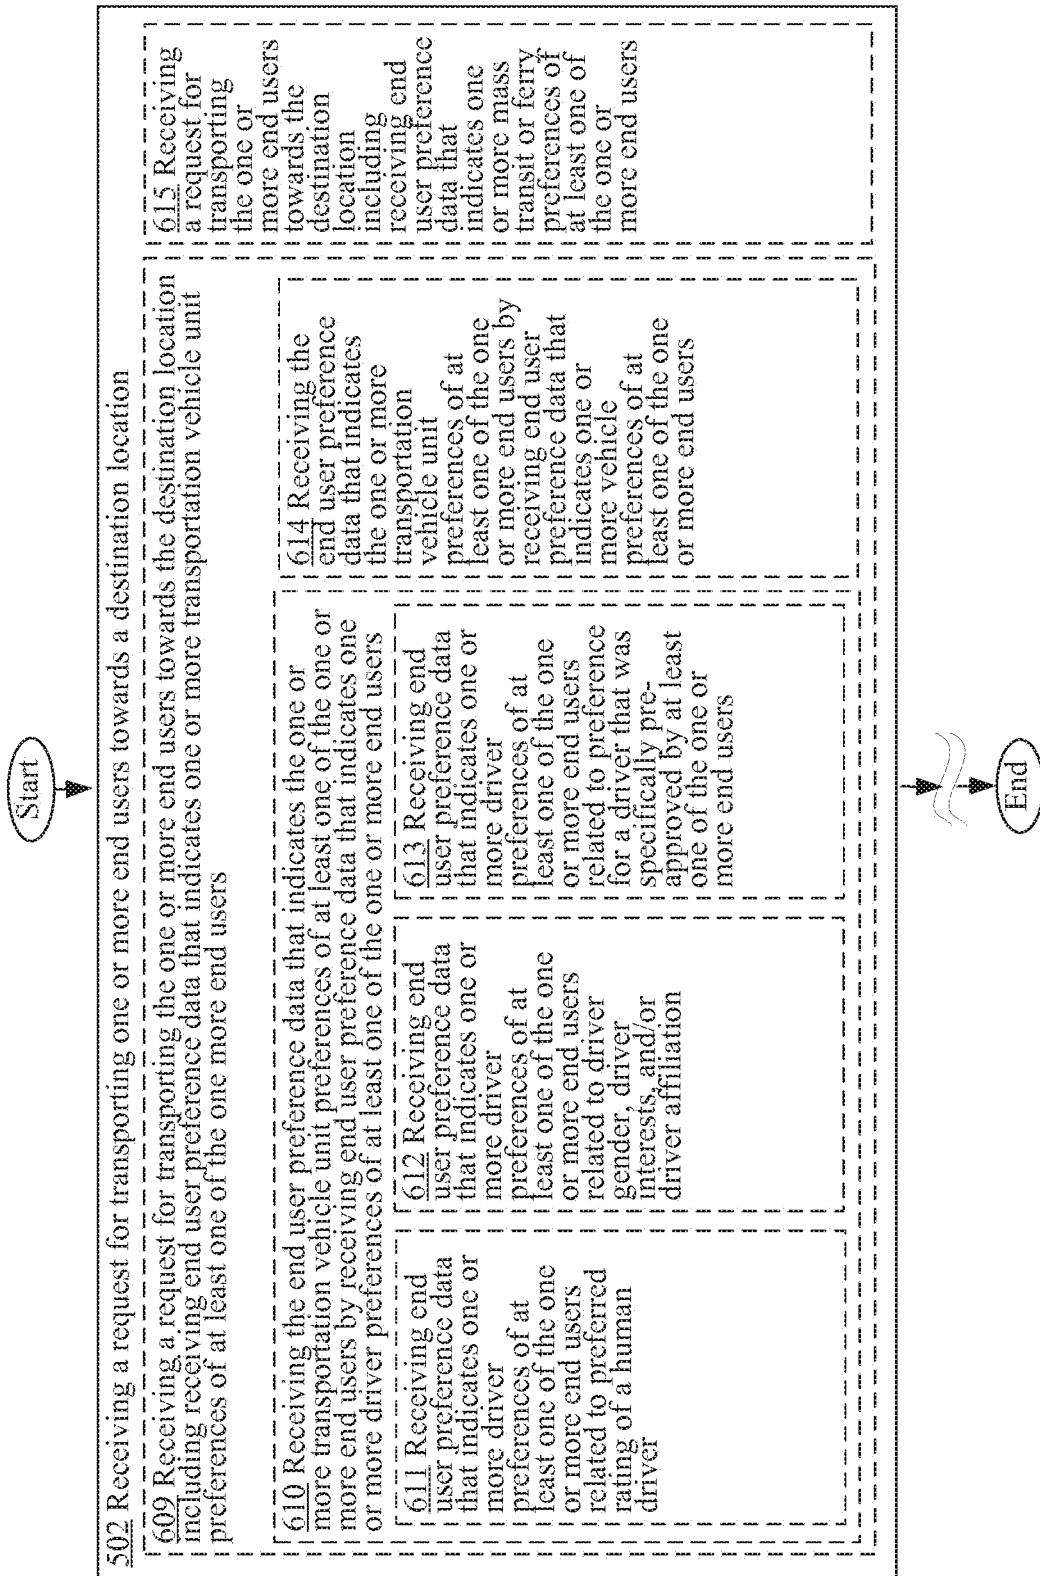 Start
502 Receiving a request for transporting one or more end users towards a destination location
609 Receiving a request for transporting the one or more end users towards the destination location
including receiving end user preference data that indicates one or more transportation vehicle unit
preferences of at least one of the one more end users
610 Receiving the end user preference data that indicates the one or
more transportation vehicle unit preferences of at least one of the one or
more end users by receiving end user preference data that indicates one
or more driver preferences of at least one of the one or more end users
611 Receiving end
user preference data
that indicates one or
more driver
preferences of at
least one of the one
or more end users
related to preferred
rating of a human
driver
612 Receiving end
user preference data
that indicates one or
more driver
preferences of at
least one of the one
or more end users
related to driver
gender, driver
interests, and/or
driver affiliation
613 Receiving end
user preference data
that indicates one or
more driver
preferences of at
least one of the one
or more end users
related to preference
for a driver that was
specifically pre-
approved by at least
one of the one or
more end users
614 Receiving the
end user preference
data that indicates
the one or more
transportation
vehicle unit
preferences of at
least one of the one
or more end users by
receiving end user
preference data that
indicates one or
more vehicle
preferences of at
least one of the one
or more end users
615 Receiving
a request for
transporting
the one or
more end users
towards the
destination
location
including
receiving end
user preference
data that
indicates one
or more mass
transit or ferry
preferences of
at least one of
the one or
more end users
End